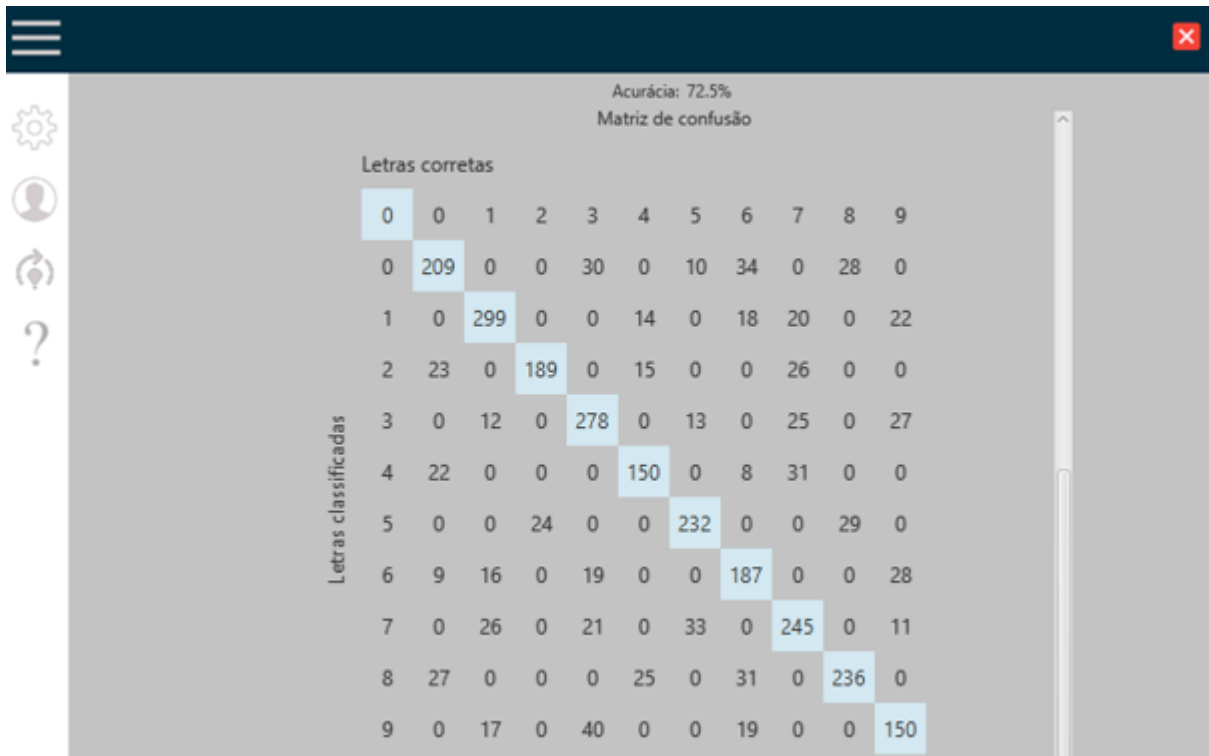 Acurácia: 72.5%
Matriz de confusão
Letras corretas
0 0 1 2 3 4 5 6 7 8 9
0 209 0 0 30 0 10 34 0 28 0
1 0 299 0 0 14 0 18 20 0 22
2 23 0 189 0 15 0 0 26 0 0
3 0 12 0 278 0 13 0 25 0 27
Letras classificadas
4 22 0 0 0 150 0 8 31 0 0
5 0 0 24 0 0 232 0 0 29 0
6 9 16 0 19 0 0 187 0 0 28
7 0 26 0 21 0 33 0 245 0 11
8 27 0 0 0 25 0 31 0 236 0
9 0 17 0 40 0 0 19 0 0 150
?